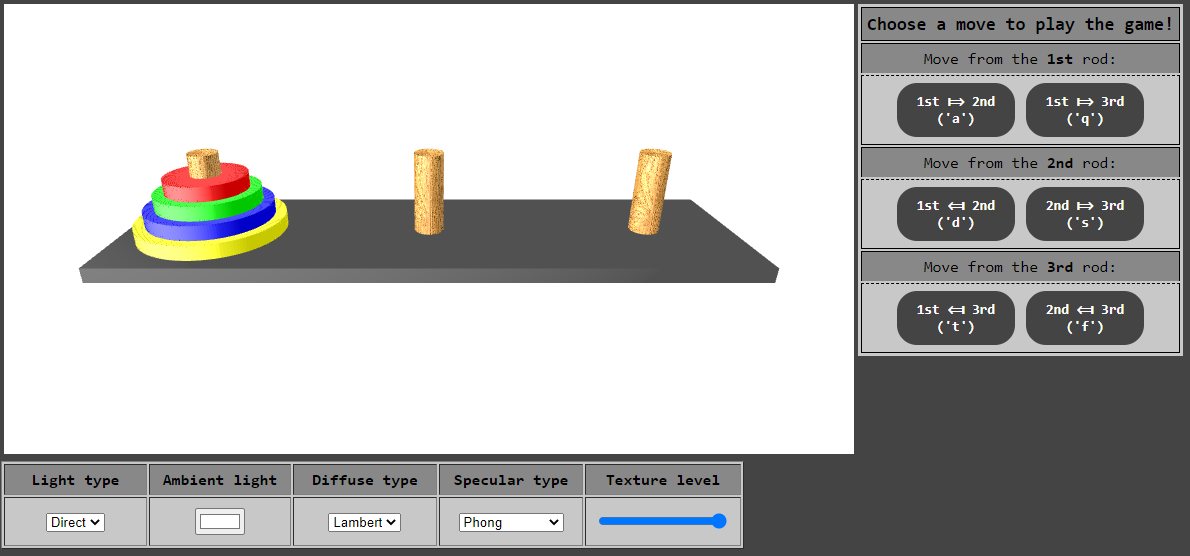 Choose a move to play the game!
Move from the 1st rod:
1st ⤇ 2nd
('a')
1st ⤇ 3rd
('q')
Move from the 2nd rod:
1st ⤆ 2nd
('d')
2nd ⤇ 3rd
('s')
Move from the 3rd rod:
1st ⤆ 3rd
('t')
2nd ⤆ 3rd
('f')
Light type
Ambient light
Diffuse type
Specular type
Texture level
Direct
Lambert
Phong